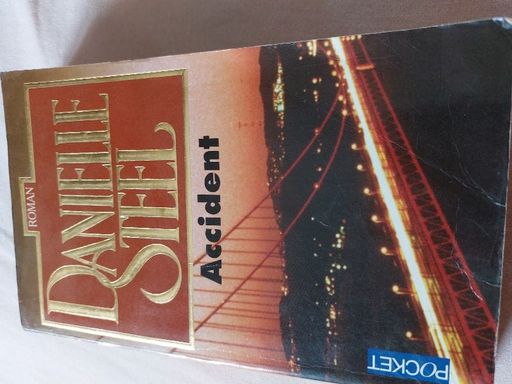 ROMAN
DANIELLE
STEEL
Accident
POCKET